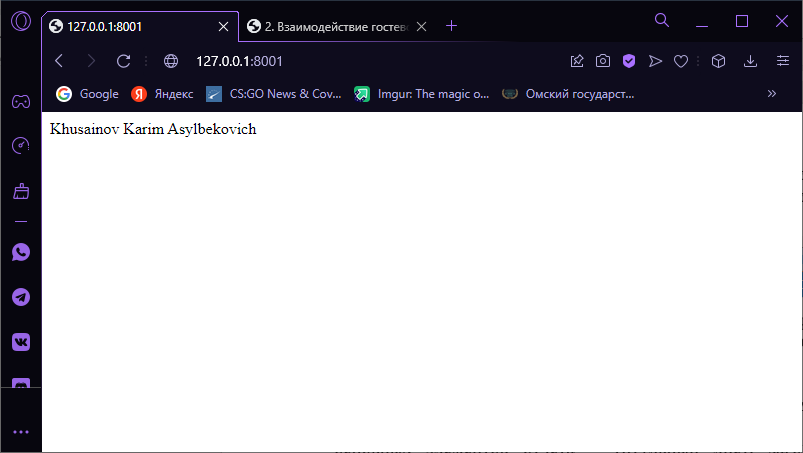 127.0.0.1:8001
2. Взаимодействие гостев
127.0.0.1:8001
Google Яндекс CS:GO News & Cov... Imgur: The magic o... Омский государст...
Khusainov Karim Asylbekovich